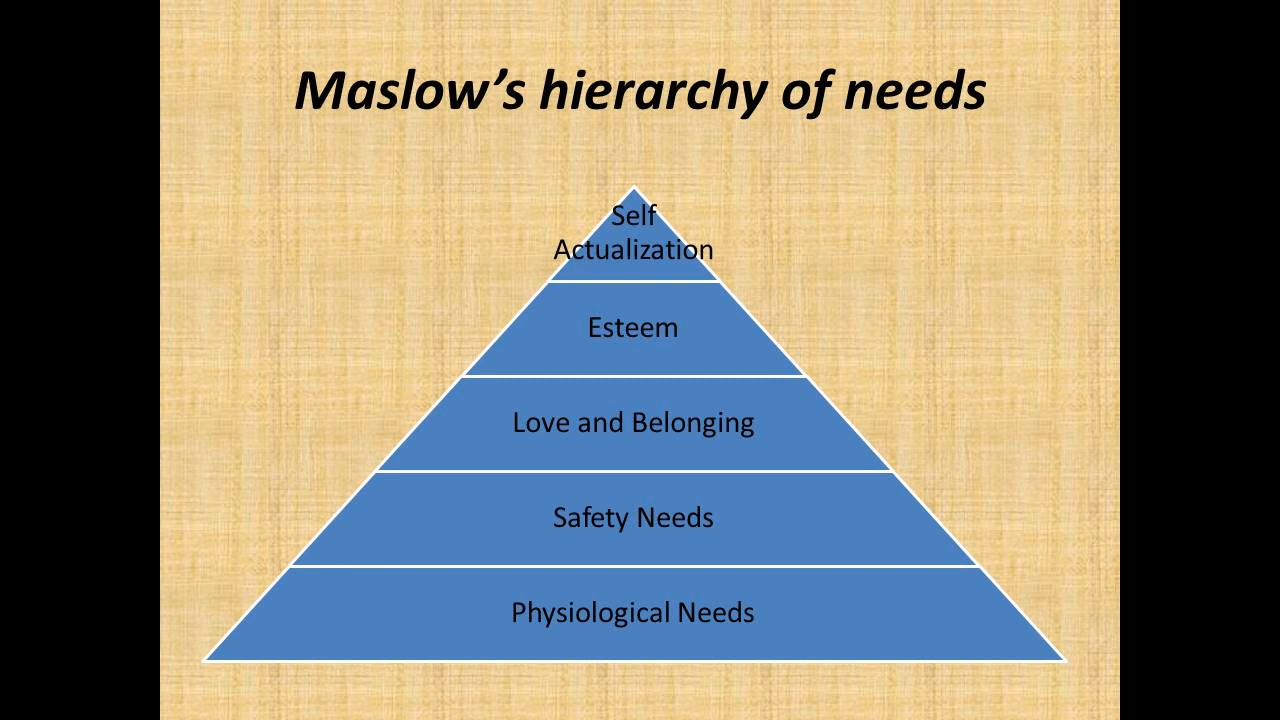 Maslow’s hierarchy of needs
Self
Actualization
Esteem
Love and Belonging
Safety Needs
Physiological Needs